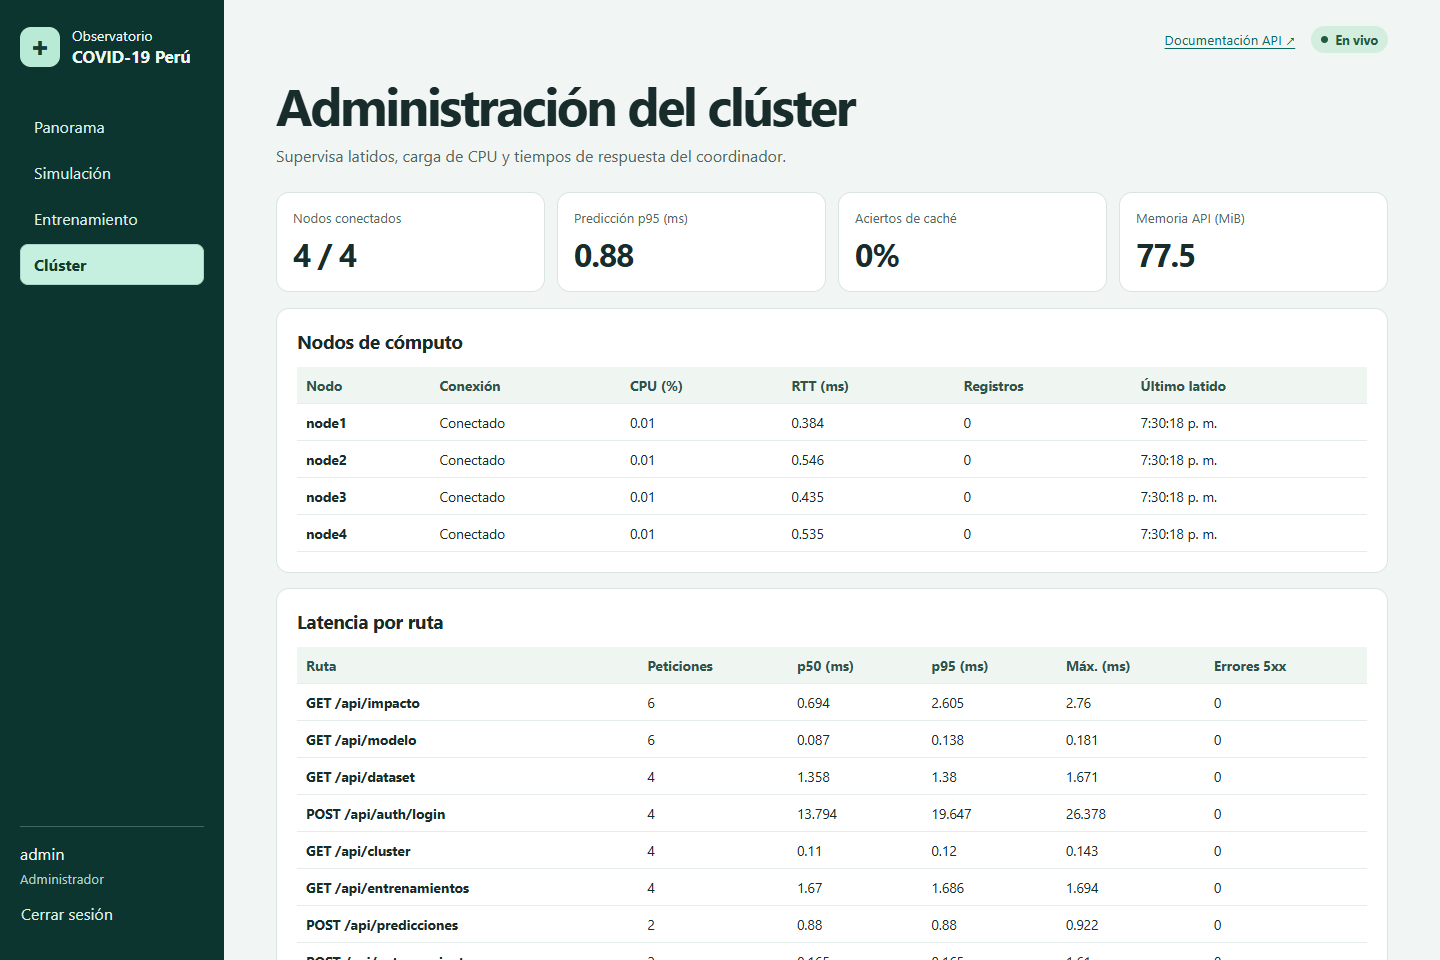 Observatorio
COVID-19 Perú
Panorama
Simulación
Entrenamiento
Clúster
admin
Administrador
Cerrar sesión
Documentación API ↗
En vivo
Administración del clúster
Supervisa latidos, carga de CPU y tiempos de respuesta del coordinador.
Nodos conectados
4 / 4
Predicción p95 (ms)
0.88
Aciertos de caché
0%
Memoria API (MiB)
77.5
Nodos de cómputo
Nodo Conexión CPU (%) RTT (ms) Registros Último latido
node1 Conectado 0.01 0.384 0 7:30:18 p. m.
node2 Conectado 0.01 0.546 0 7:30:18 p. m.
node3 Conectado 0.01 0.435 0 7:30:18 p. m.
node4 Conectado 0.01 0.535 0 7:30:18 p. m.
Latencia por ruta
Ruta Peticiones p50 (ms) p95 (ms) Máx. (ms) Errores 5xx
GET /api/impacto 6 0.694 2.605 2.76 0
GET /api/modelo 6 0.087 0.138 0.181 0
GET /api/dataset 4 1.358 1.38 1.671 0
POST /api/auth/login 4 13.794 19.647 26.378 0
GET /api/cluster 4 0.11 0.12 0.143 0
GET /api/entrenamientos 4 1.67 1.686 1.694 0
POST /api/predicciones 2 0.88 0.88 0.922 0